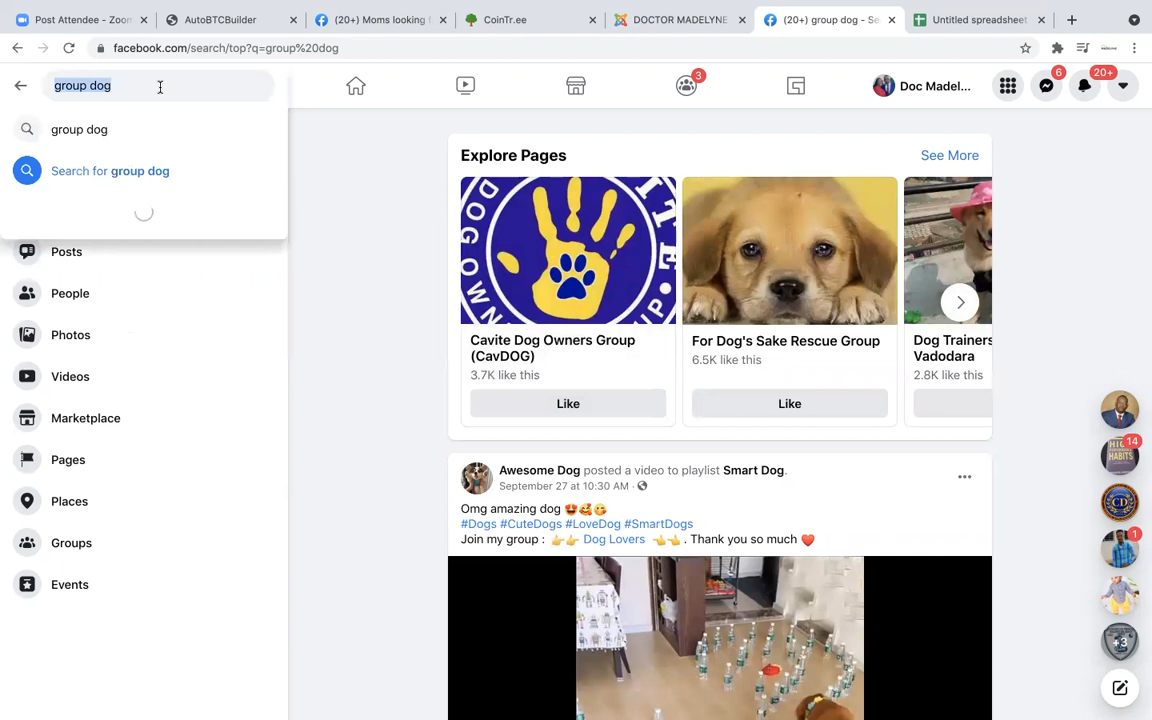 Post Attendee - Zoom
AutoBTCBuilder
(20+) Moms looking f
CoinTr.ee
DOCTOR MADELYNE
(20+) group dog - Se
Untitled spreadsheet
facebook.com/search/top?q=group%20dog
group dog
3
Doc Madel...
6
20+
group dog
Search for group dog
Posts
People
Photos
Videos
Marketplace
Pages
Places
Groups
Events
Explore Pages
See More
DOG OWN
Cavite Dog Owners Group
(CavDOG)
3.7K like this
Like
For Dog's Sake Rescue Group
6.5K like this
Like
Dog Trainers
Vadodara
2.8K like this
Awesome Dog posted a video to playlist Smart Dog.
September 27 at 10:30 AM ·
Omg amazing dog 🤩🥰😋
#Dogs #CuteDogs #LoveDog #SmartDogs
Join my group : 👉👉 Dog Lovers 👈👈 . Thank you so much ❤️
14
HABITS
CD
1
+3